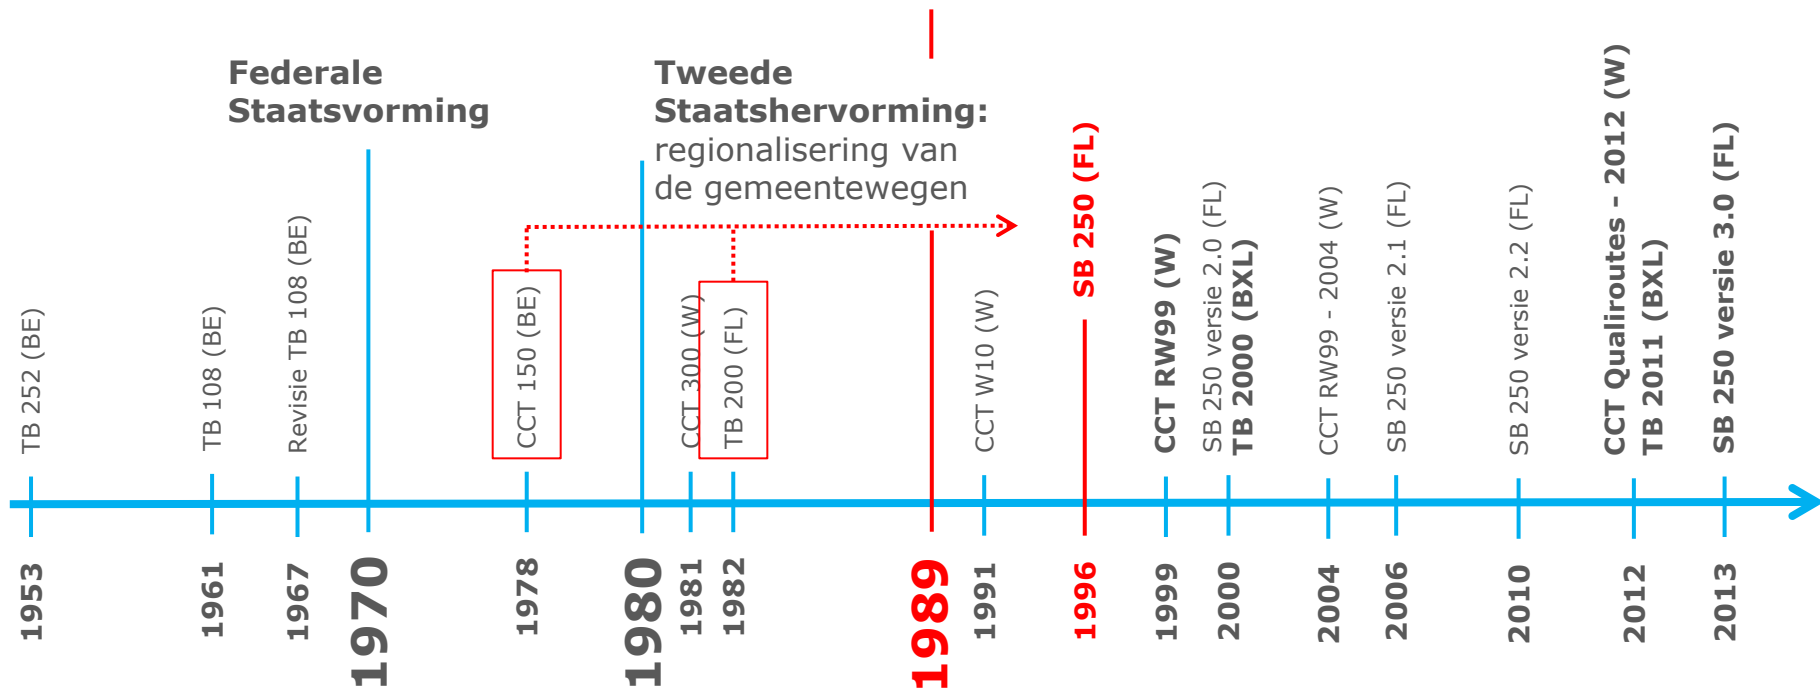 Federale
Staatsvorming
Tweede
Staatshervorming:
regionalisering van
de gemeentewegen
TB 252 (BE)
TB 108 (BE)
Revisie TB 108 (BE)
CCT 150 (BE)
CCT 300 (W)
TB 200 (FL)
CCT W10 (W)
SB 250 (FL)
CCT RW99 (W)
SB 250 versie 2.0 (FL)
TB 2000 (BXL)
CCT RW99 - 2004 (W)
SB 250 versie 2.1 (FL)
SB 250 versie 2.2 (FL)
CCT Qualiroutes - 2012 (W)
TB 2011 (BXL)
SB 250 versie 3.0 (FL)
1953
1961
1967
1970
1978
1980
1981
1982
1989
1991
1996
1999
2000
2004
2006
2010
2012
2013